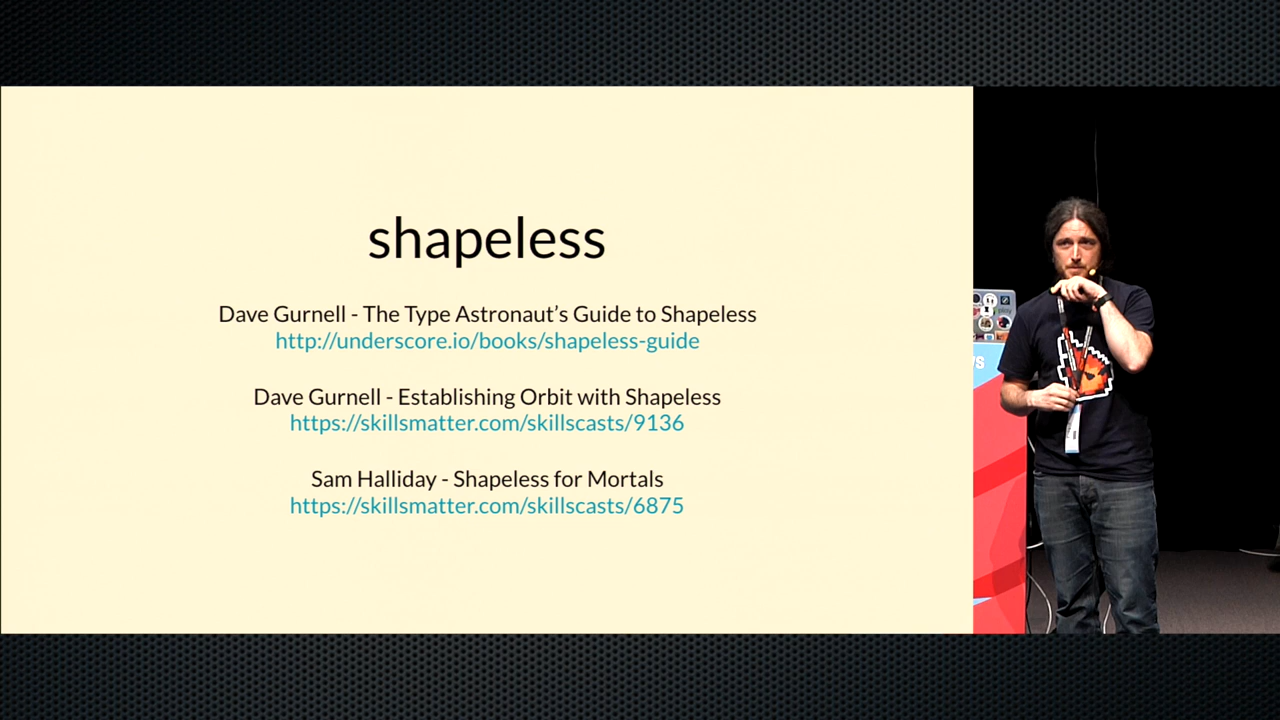 shapeless
Dave Gurnell - The Type Astronaut’s Guide to Shapeless
http://underscore.io/books/shapeless-guide
Dave Gurnell - Establishing Orbit with Shapeless
https://skillsmatter.com/skillscasts/9136
Sam Halliday - Shapeless for Mortals
https://skillsmatter.com/skillscasts/6875